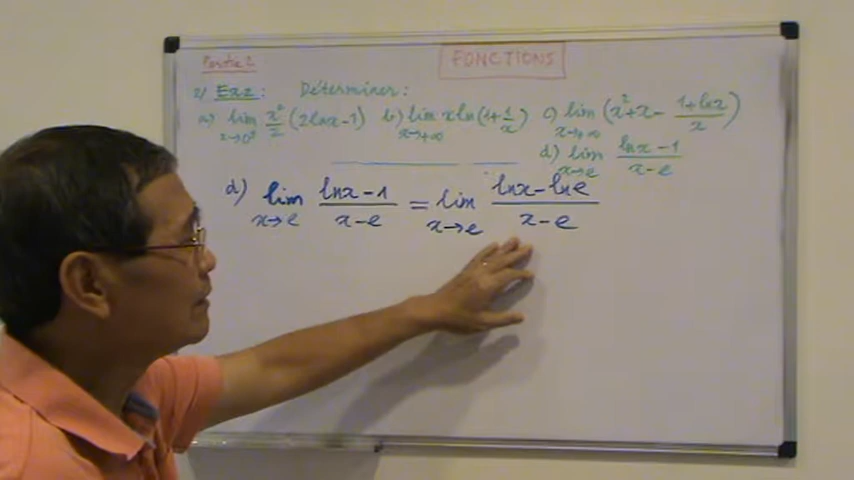 Partie 2
FONCTIONS
2/ Ex2 : Déterminer :
a) lim x→0⁺ x²/2 (2lnx-1) b) lim x→+∞ xln(1+1/x) c) lim x→+∞ (x²+x- 1+lnx/x)
d) lim x→e lnx-1/x-e
d) lim x→e lnx-1/x-e = lim x→e lnx-lne/x-e